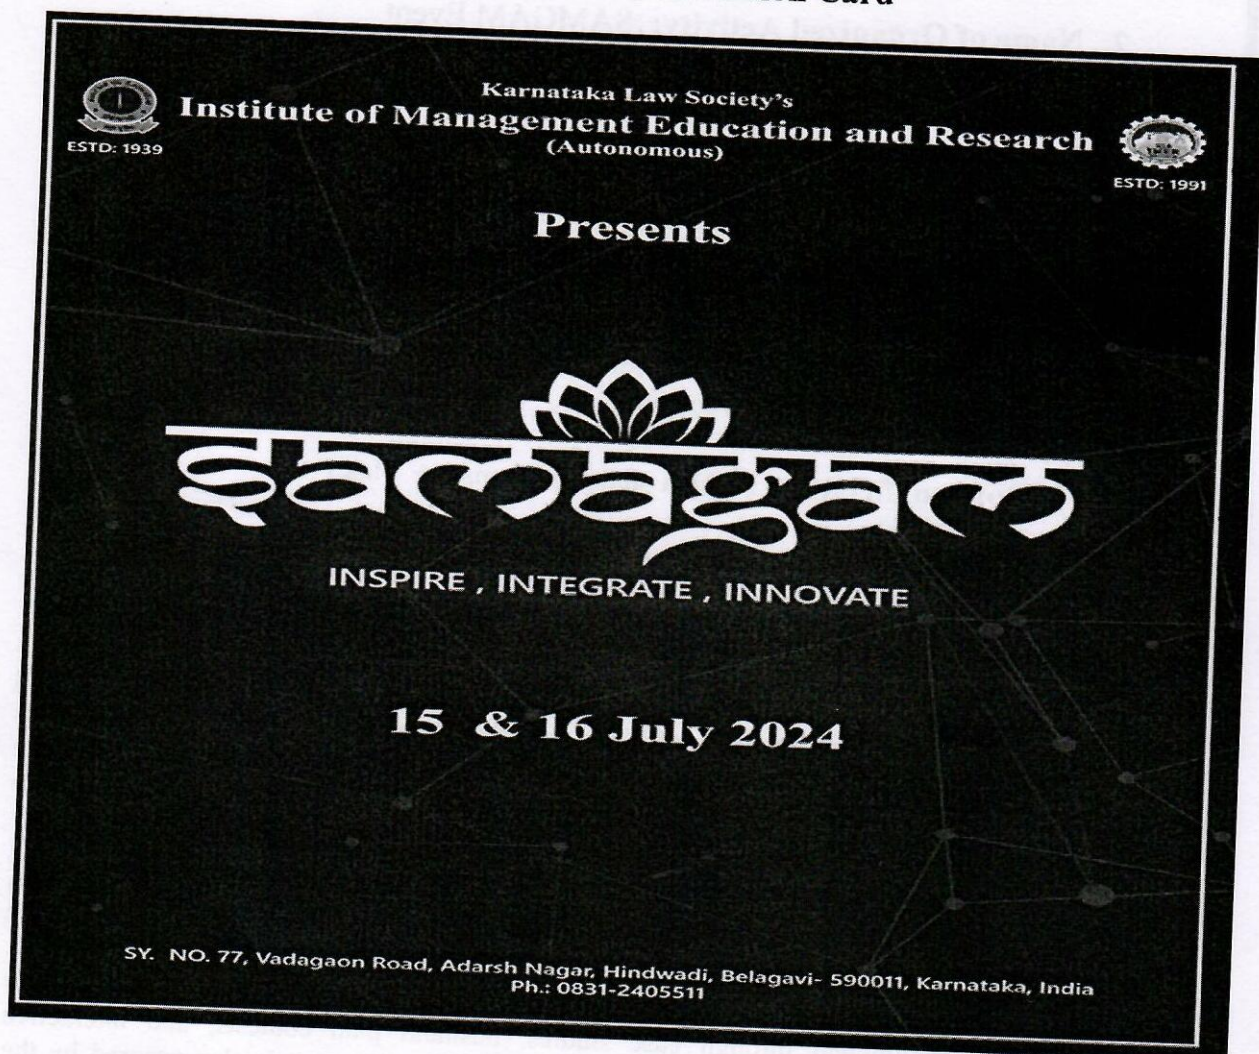 Card
Karnataka Law Society's
Institute of Management Education and Research
(Autonomous)
ESTD: 1939
ESTD: 1991
Presents
samagam
INSPIRE , INTEGRATE , INNOVATE
15 & 16 July 2024
SY. NO. 77, Vadagaon Road, Adarsh Nagar, Hindwadi, Belagavi- 590011, Karnataka, India
Ph.: 0831-2405511